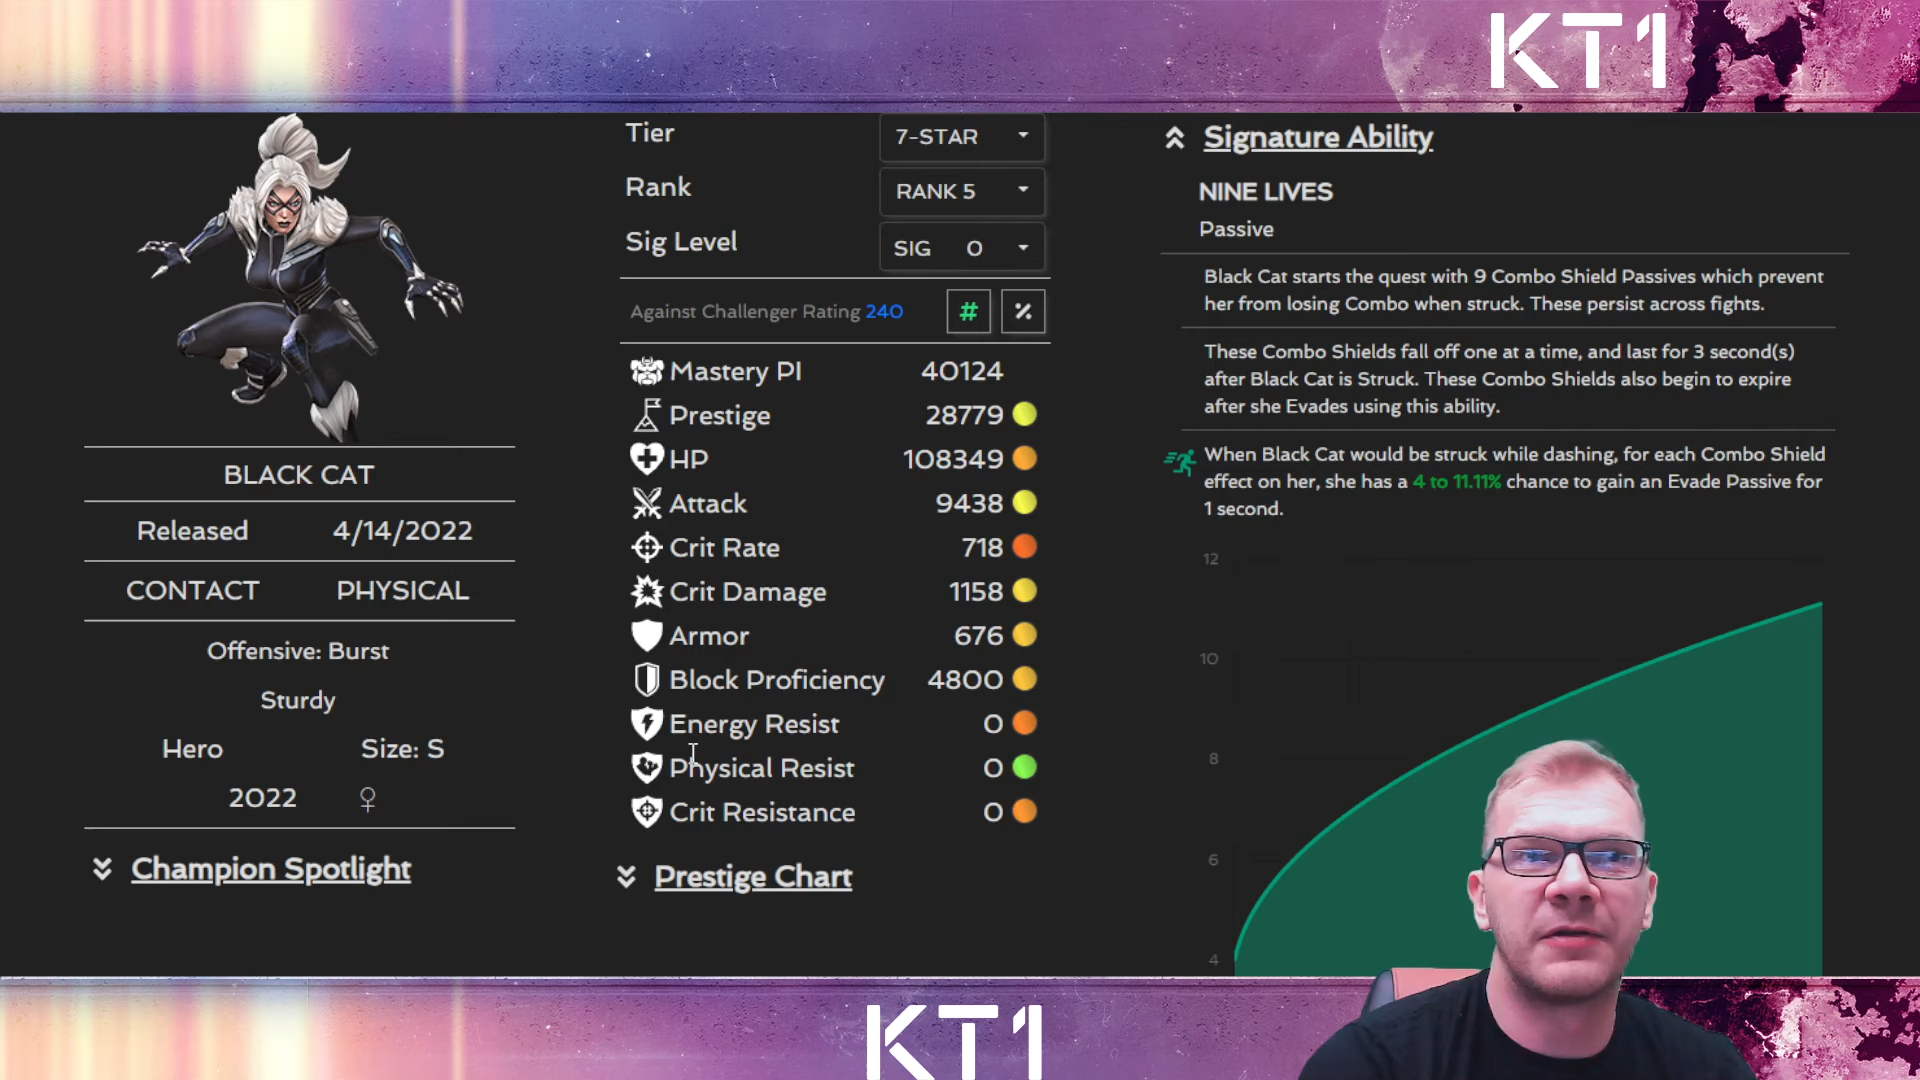 KT1
BLACK CAT
Released 4/14/2022
CONTACT PHYSICAL
Offensive: Burst
Sturdy
Hero Size: S
2022 ♀
Champion Spotlight
Tier 7-STAR
Rank RANK 5
Sig Level SIG 0
Against Challenger Rating 240 # %
Mastery PI 40124
Prestige 28779
HP 108349
Attack 9438
Crit Rate 718
Crit Damage 1158
Armor 676
Block Proficiency 4800
Energy Resist 0
Physical Resist 0
Crit Resistance 0
Prestige Chart
Signature Ability
NINE LIVES
Passive
Black Cat starts the quest with 9 Combo Shield Passives which prevent
her from losing Combo when struck. These persist across fights.
These Combo Shields fall off one at a time, and last for 3 second(s)
after Black Cat is Struck. These Combo Shields also begin to expire
after she Evades using this ability.
When Black Cat would be struck while dashing, for each Combo Shield
effect on her, she has a 4 to 11.11% chance to gain an Evade Passive for
1 second.
12
10
8
6
4
KT1